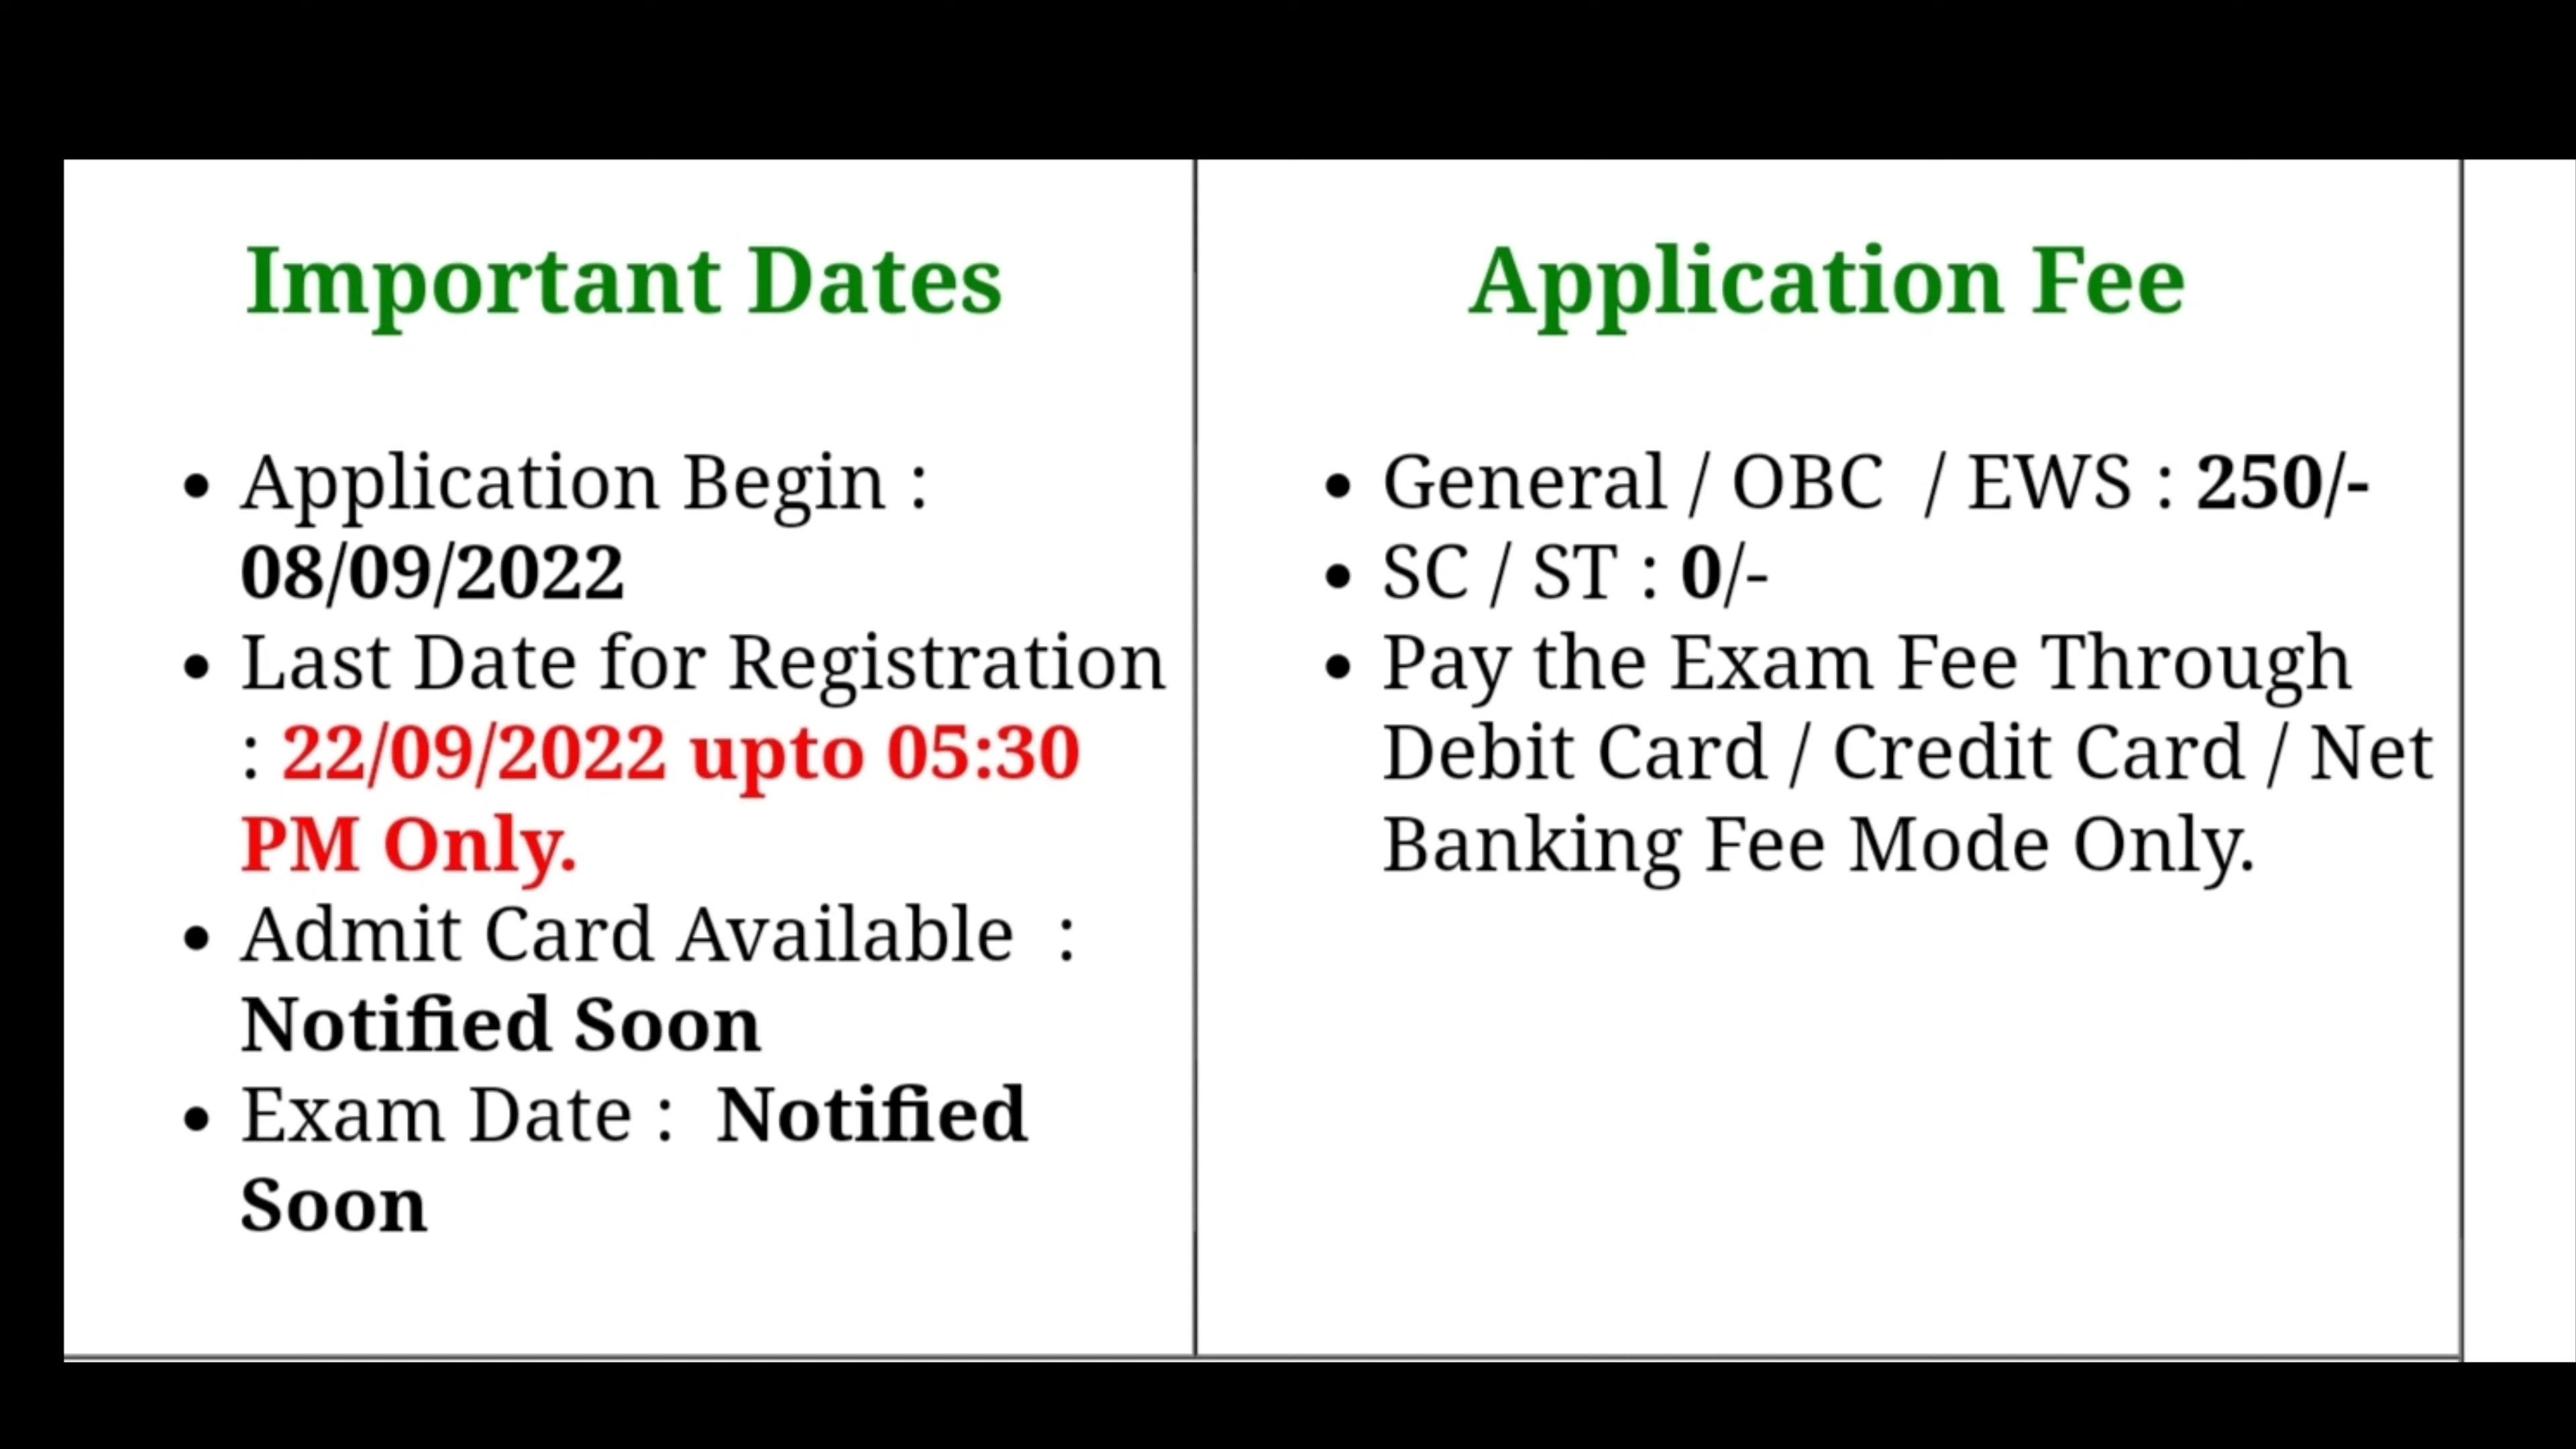 Important Dates
• Application Begin :
08/09/2022
• Last Date for Registration
: 22/09/2022 upto 05:30
PM Only.
• Admit Card Available  :
Notified Soon
• Exam Date :  Notified
Soon
Application Fee
• General / OBC  / EWS : 250/-
• SC / ST : 0/-
• Pay the Exam Fee Through
Debit Card / Credit Card / Net
Banking Fee Mode Only.